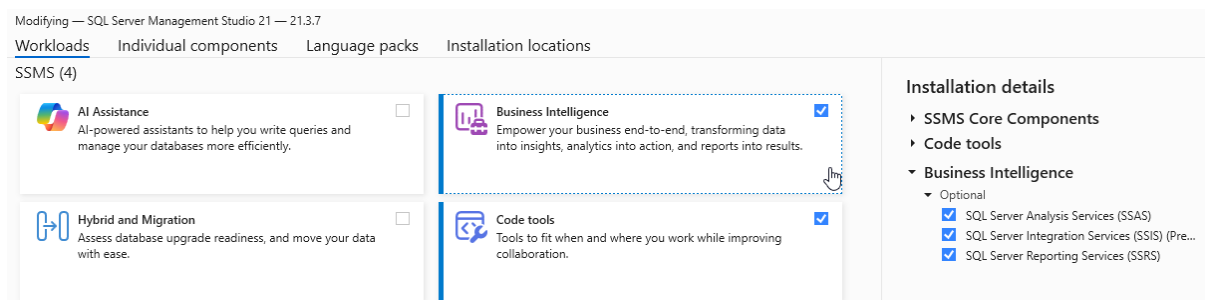 Modifying — SQL Server Management Studio 21 — 21.3.7
Workloads Individual components Language packs Installation locations
SSMS (4)
AI Assistance
AI-powered assistants to help you write queries and
manage your databases more efficiently.
Business Intelligence
Empower your business end-to-end, transforming data
into insights, analytics into action, and reports into results.
Hybrid and Migration
Assess database upgrade readiness, and move your data
with ease.
Code tools
Tools to fit when and where you work while improving
collaboration.
Installation details
SSMS Core Components
Code tools
Business Intelligence
Optional
SQL Server Analysis Services (SSAS)
SQL Server Integration Services (SSIS) (Pre...
SQL Server Reporting Services (SSRS)